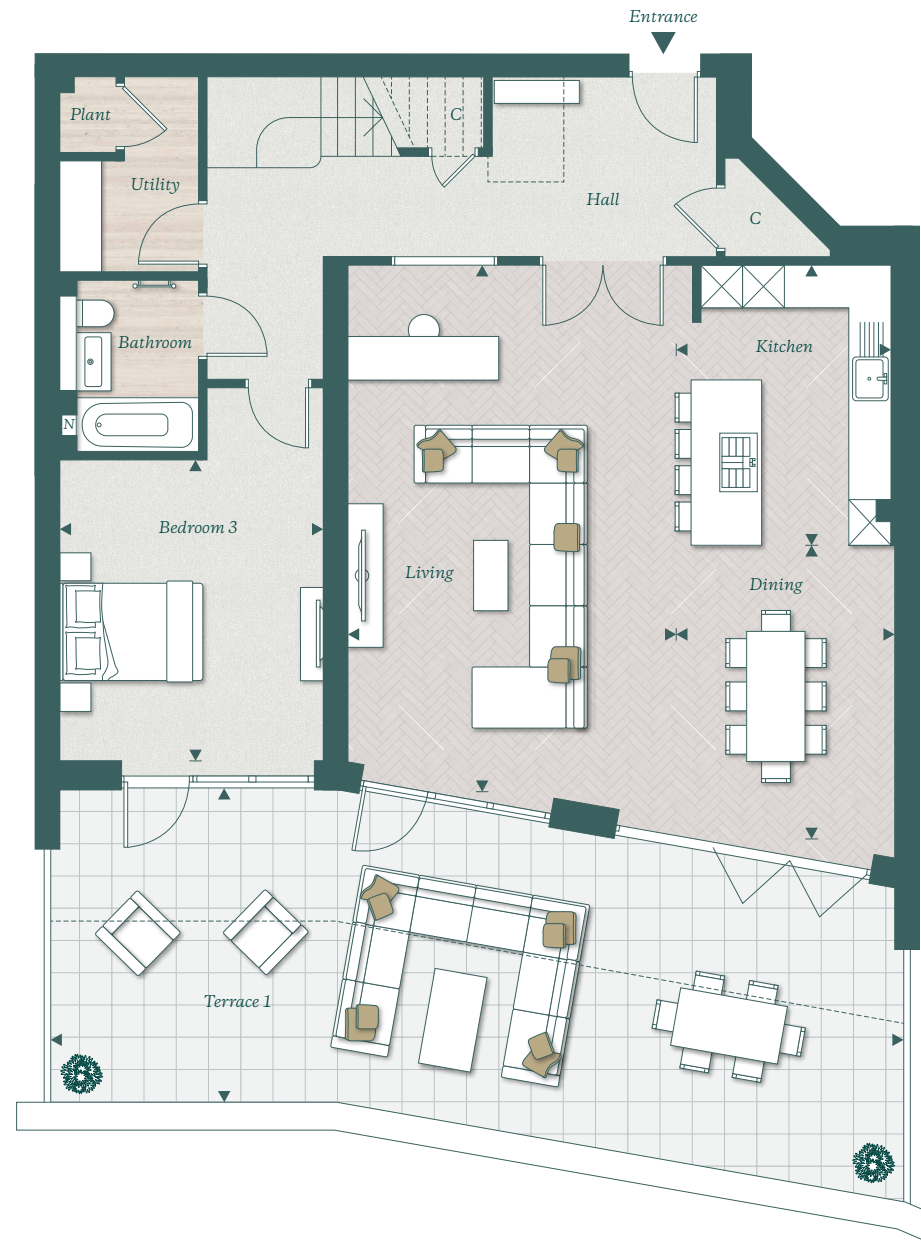 Entrance
Plant
C
Utility
Hall
C
Bathroom
Kitchen
N
Bedroom 3
Living
Dining
Terrace 1